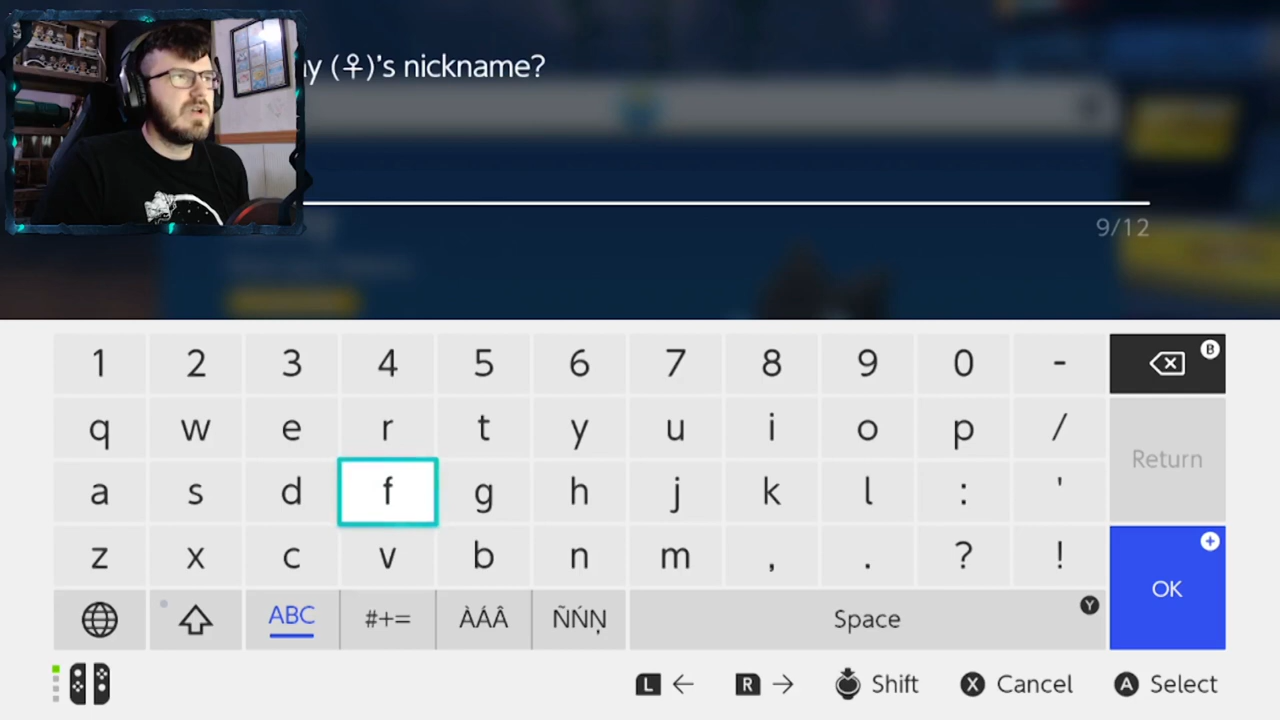 y (♀)'s nickname?
9/12
1 2 3 4 5 6 7 8 9 0 - B
q w e r t y u i o p /
Return
a s d f g h j k l : '
z x c v b n m , . ? ! +
OK
ABC #+= ÀÁÂ ÑŃŅ Space Y
L ← R → Shift X Cancel A Select